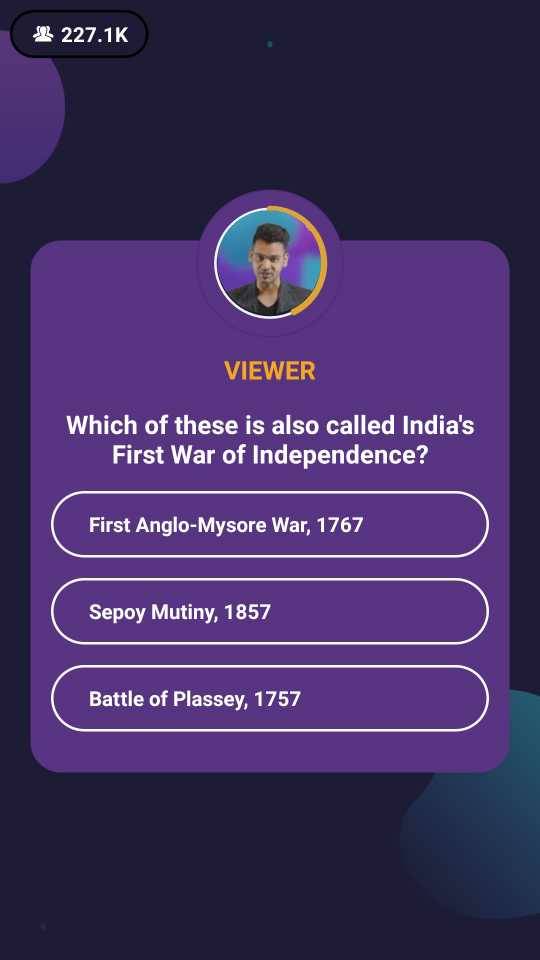 227.1K
VIEWER
Which of these is also called India's
First War of Independence?
First Anglo-Mysore War, 1767
Sepoy Mutiny, 1857
Battle of Plassey, 1757